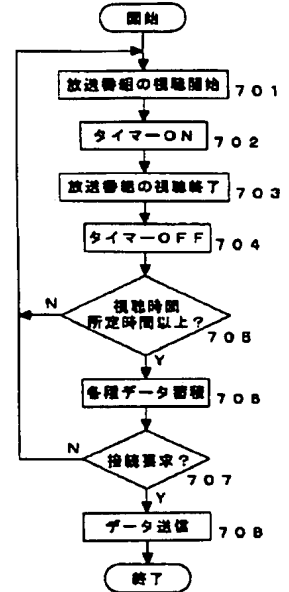 開始
放送番組の視聴開始 701
タイマーON 702
放送番組の視聴終了 703
タイマーOFF 704
N
視聴時間
所定時間以上? 705
Y
各種データ蓄積 706
N
接続要求? 707
Y
データ送信 708
終了